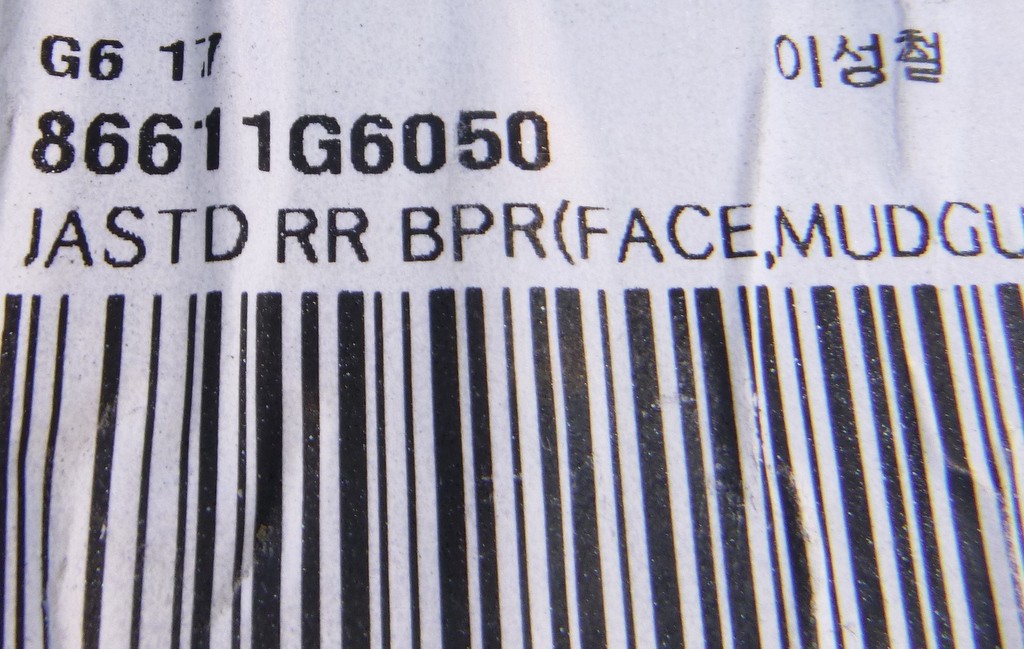 G6 17 이성철
86611G6050
JASTD RR BPR(FACE,MUDGU